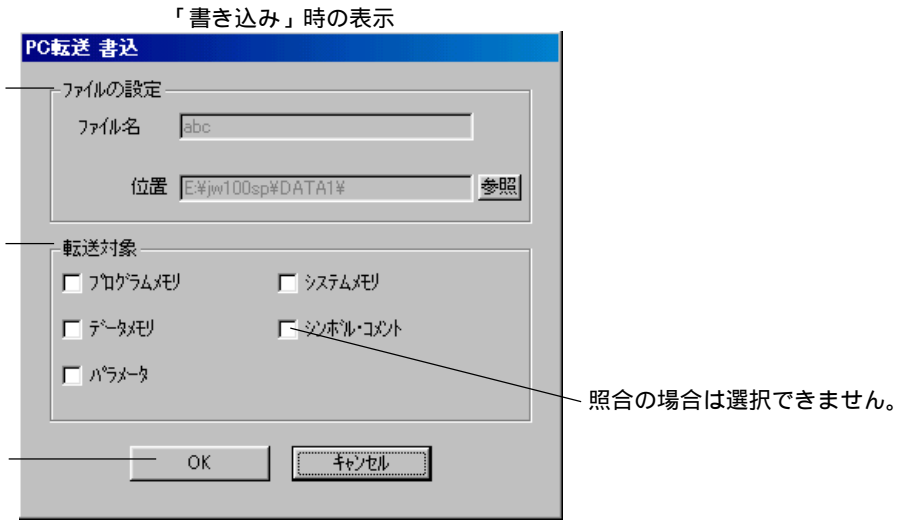 「書き込み」時の表示
PC転送 書込
ファイルの設定
ファイル名 abc
位置 E:¥jw100sp¥DATA1¥ 参照
転送対象
プログラムメモリ システムメモリ
データメモリ シンボル・コメント
パラメータ
照合の場合は選択できません。
OK キャンセル